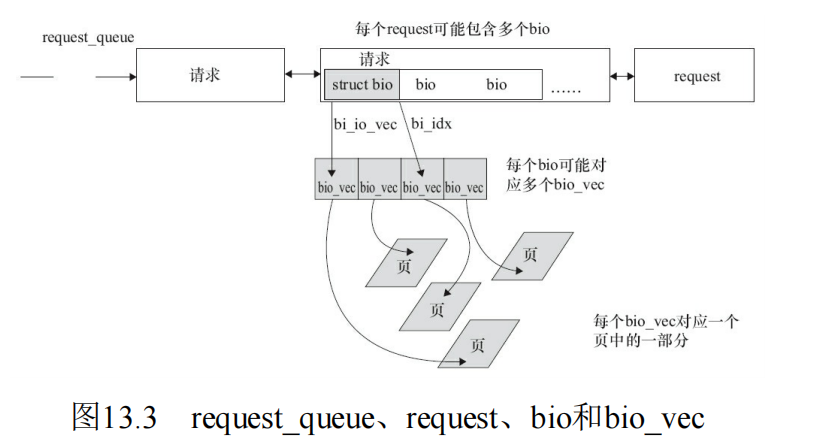 每个request可能包含多个bio
request_queue
请求
请求
struct bio
bio
bio
……
request
bi_io_vec
bi_idx
bio_vec
bio_vec
bio_vec
bio_vec
每个bio可能对
应多个bio_vec
页
页
页
页
每个bio_vec对应一个
页中的一部分
图13.3 request_queue、request、bio和bio_vec